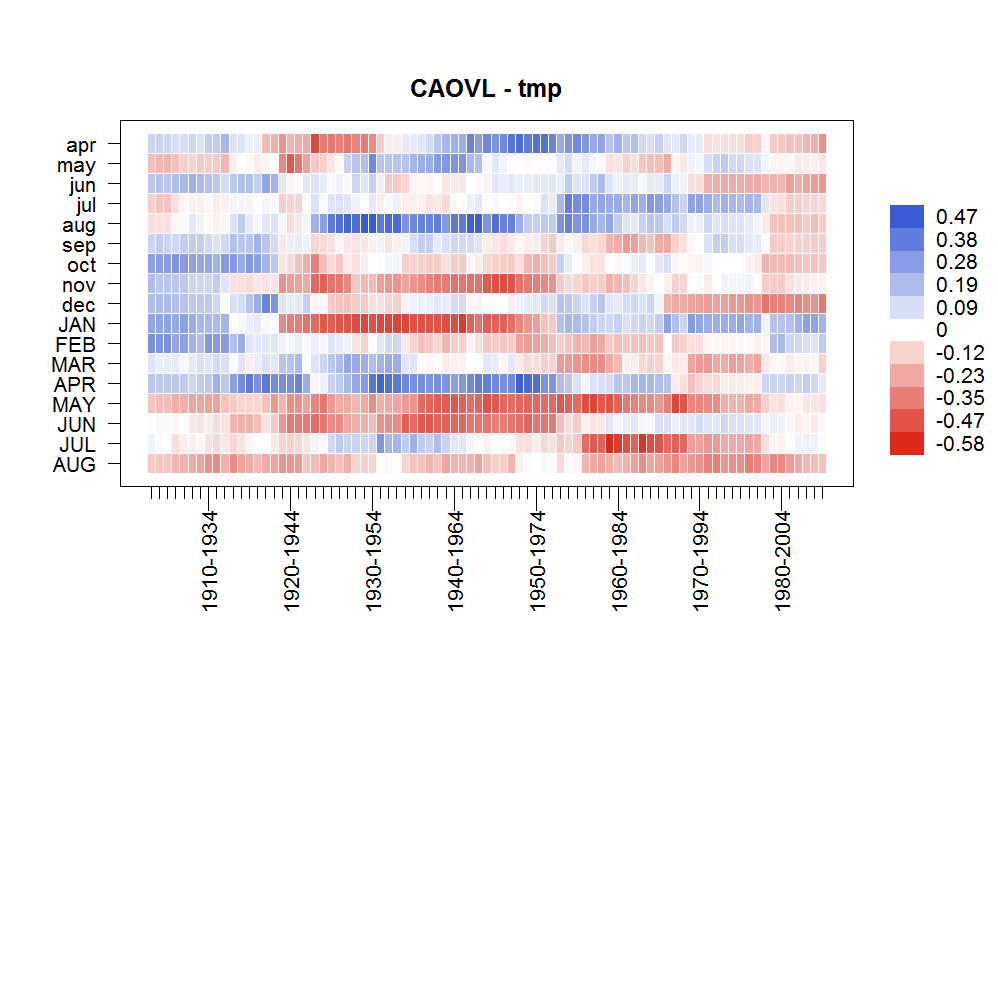 CAOVL - tmp
apr
may
jun
jul
aug
sep
oct
nov
dec
JAN
FEB
MAR
APR
MAY
JUN
JUL
AUG
0.47
0.38
0.28
0.19
0.09
0
-0.12
-0.23
-0.35
-0.47
-0.58
1910-1934
1920-1944
1930-1954
1940-1964
1950-1974
1960-1984
1970-1994
1980-2004